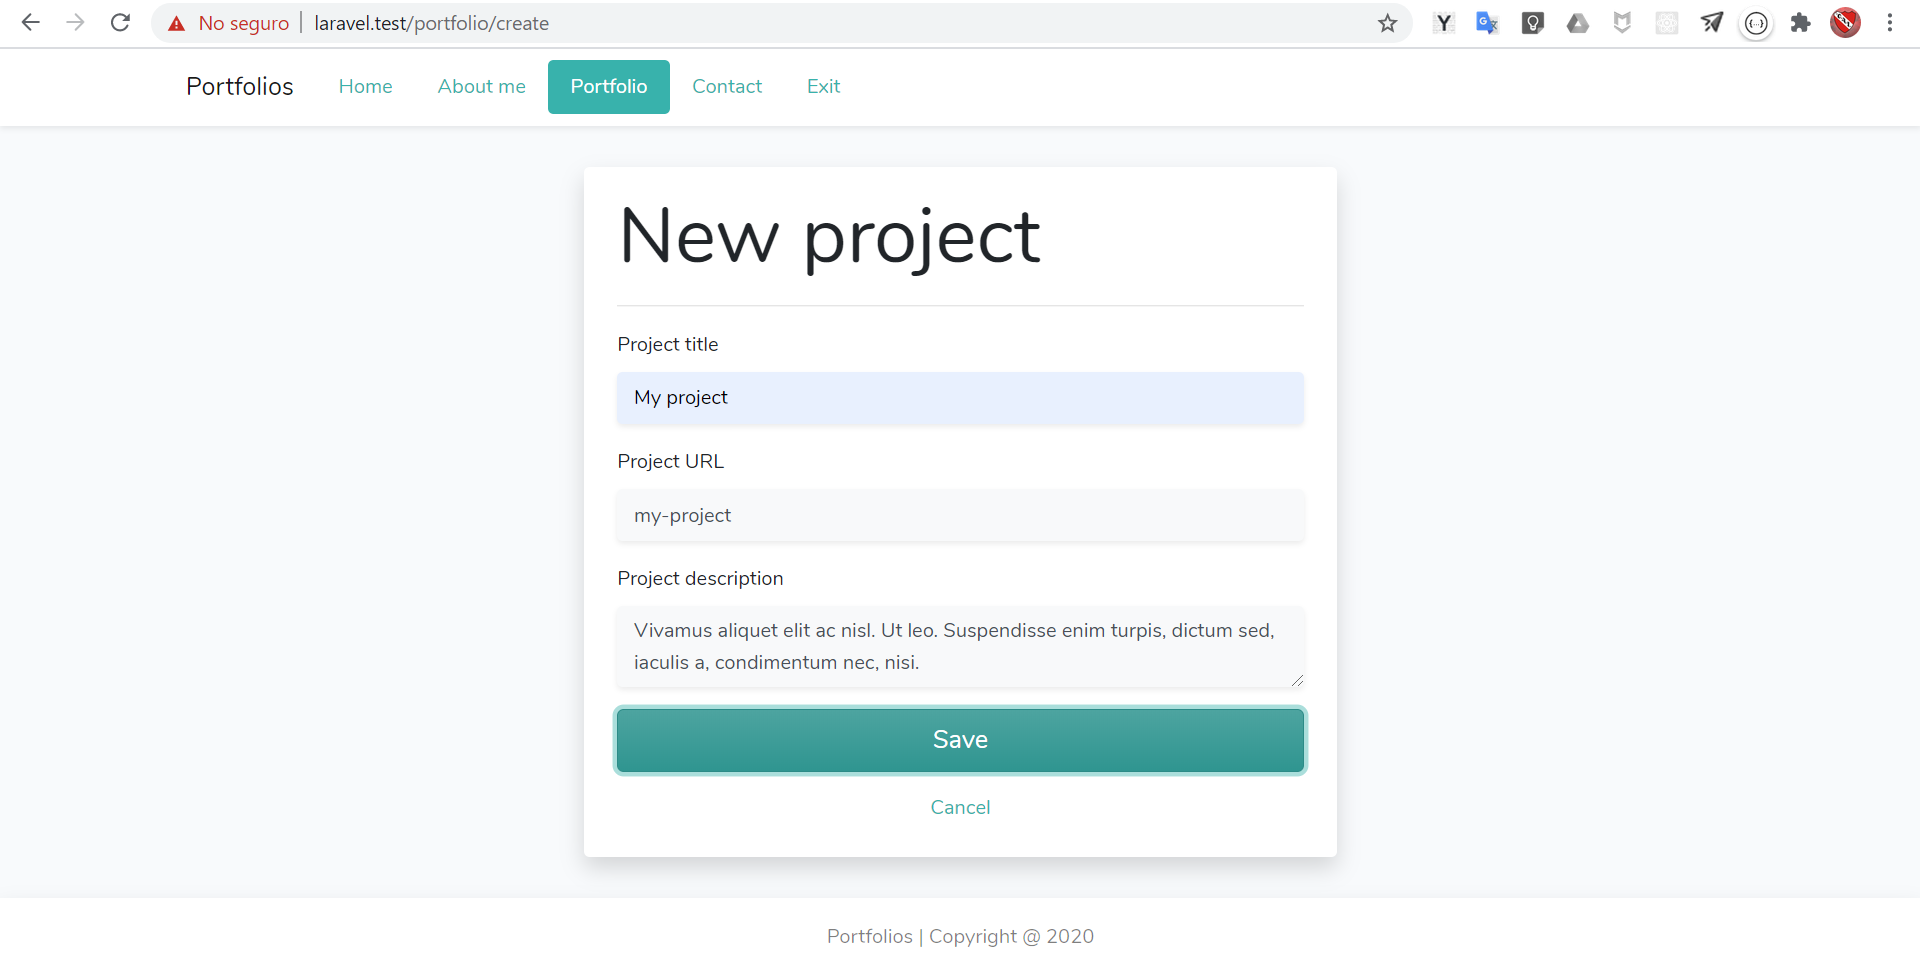 No seguro | laravel.test/portfolio/create
Portfolios Home About me Portfolio Contact Exit
New project
Project title
My project
Project URL
my-project
Project description
Vivamus aliquet elit ac nisl. Ut leo. Suspendisse enim turpis, dictum sed,
iaculis a, condimentum nec, nisi.
Save
Cancel
Portfolios | Copyright @ 2020